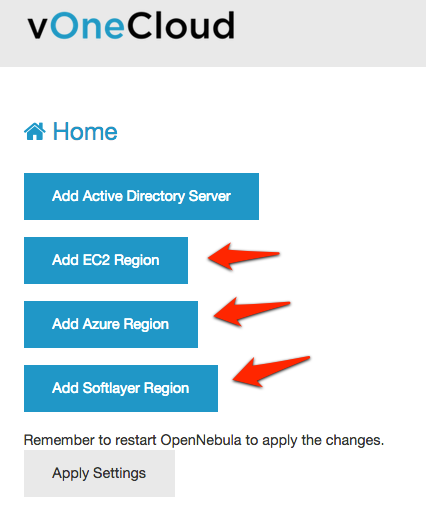 vOneCloud
Home
Add Active Directory Server
Add EC2 Region
Add Azure Region
Add Softlayer Region
Remember to restart OpenNebula to apply the changes.
Apply Settings